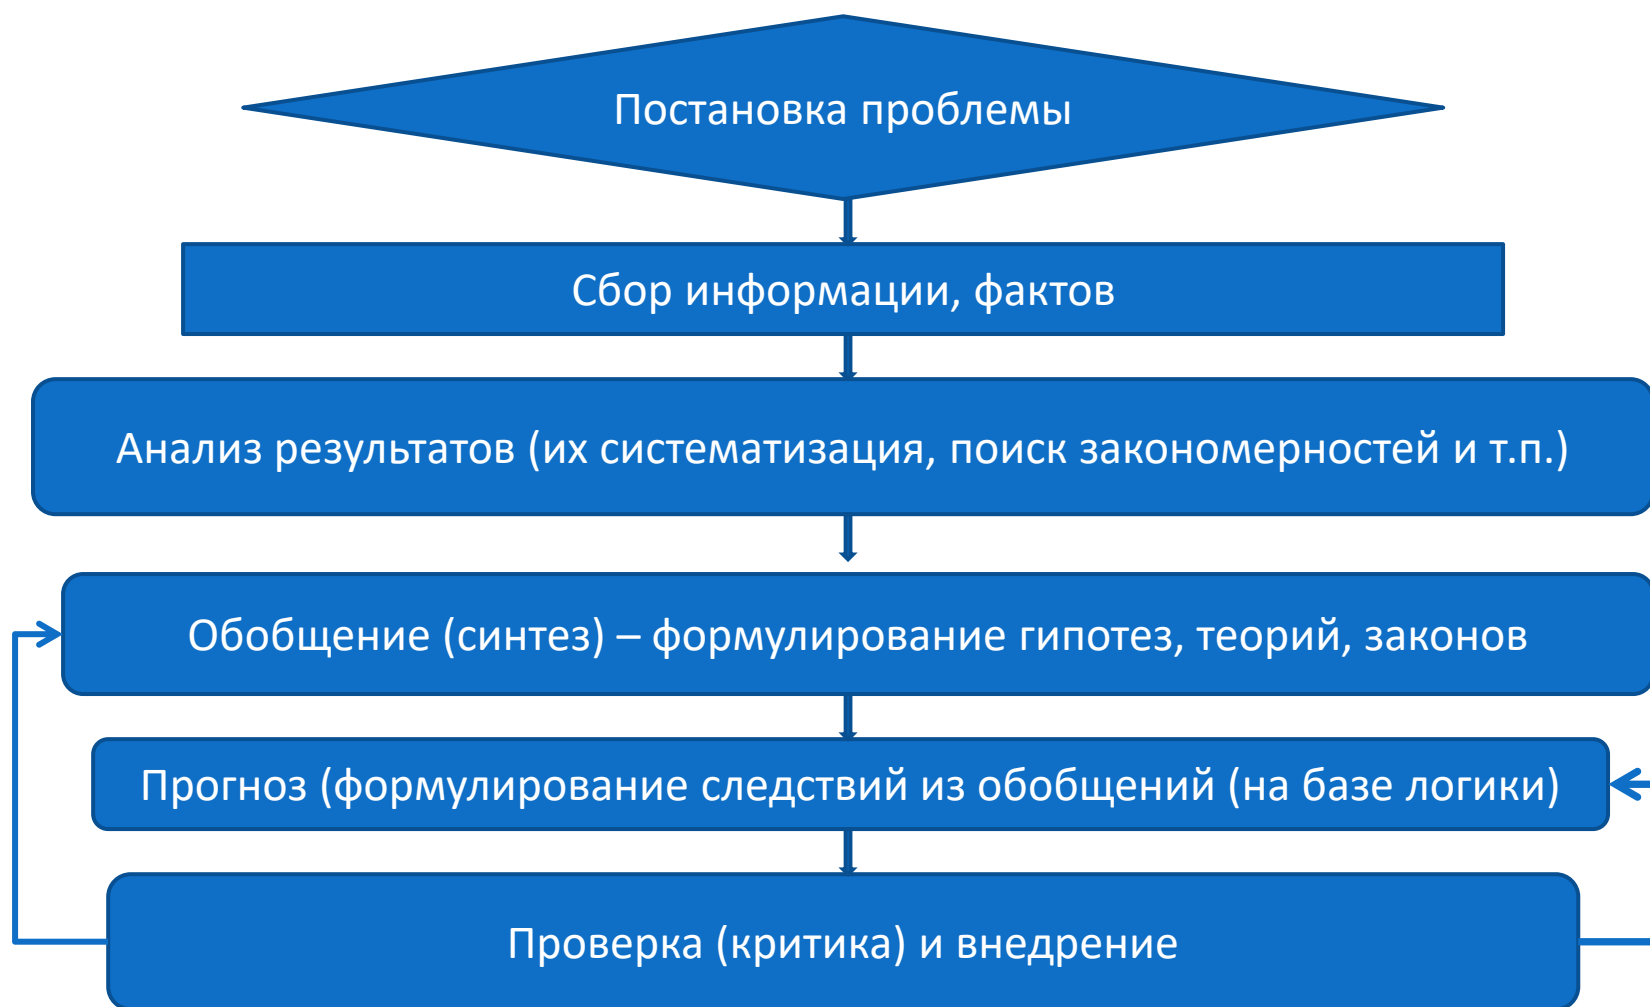 Постановка проблемы
Сбор информации, фактов
Анализ результатов (их систематизация, поиск закономерностей и т.п.)
Обобщение (синтез) – формулирование гипотез, теорий, законов
Прогноз (формулирование следствий из обобщений (на базе логики)
Проверка (критика) и внедрение